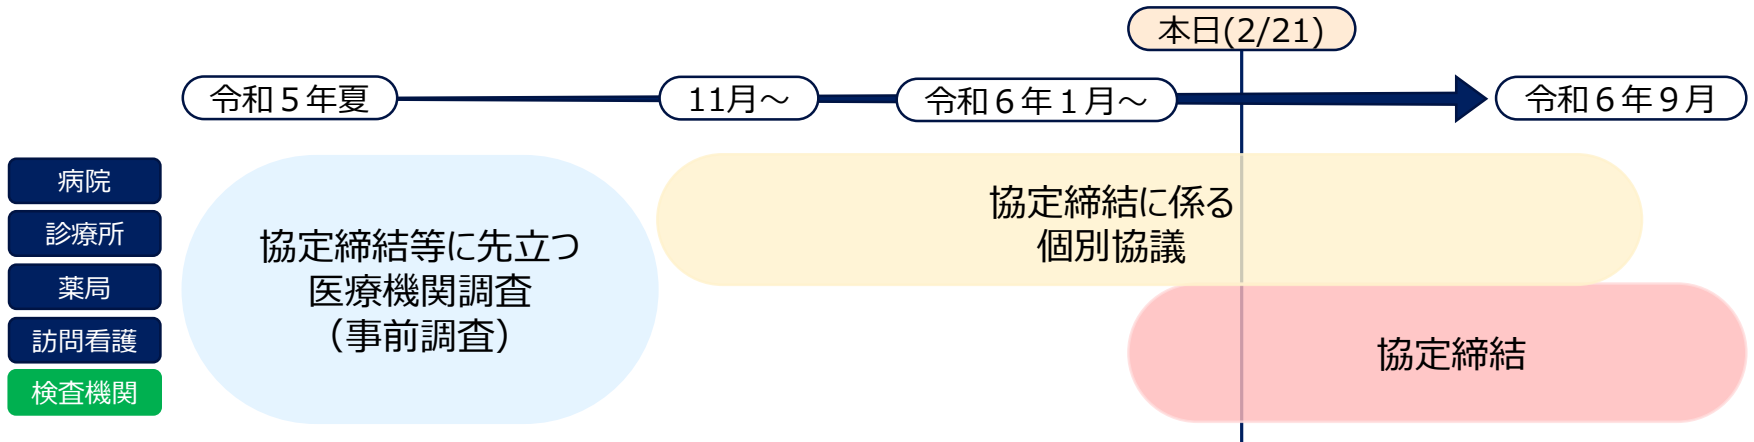 本日(2/21)
令和５年夏
11月～
令和６年１月～
令和６年９月
病院
診療所
薬局
訪問看護
検査機関
協定締結等に先立つ
医療機関調査
（事前調査）
協定締結に係る
個別協議
協定締結